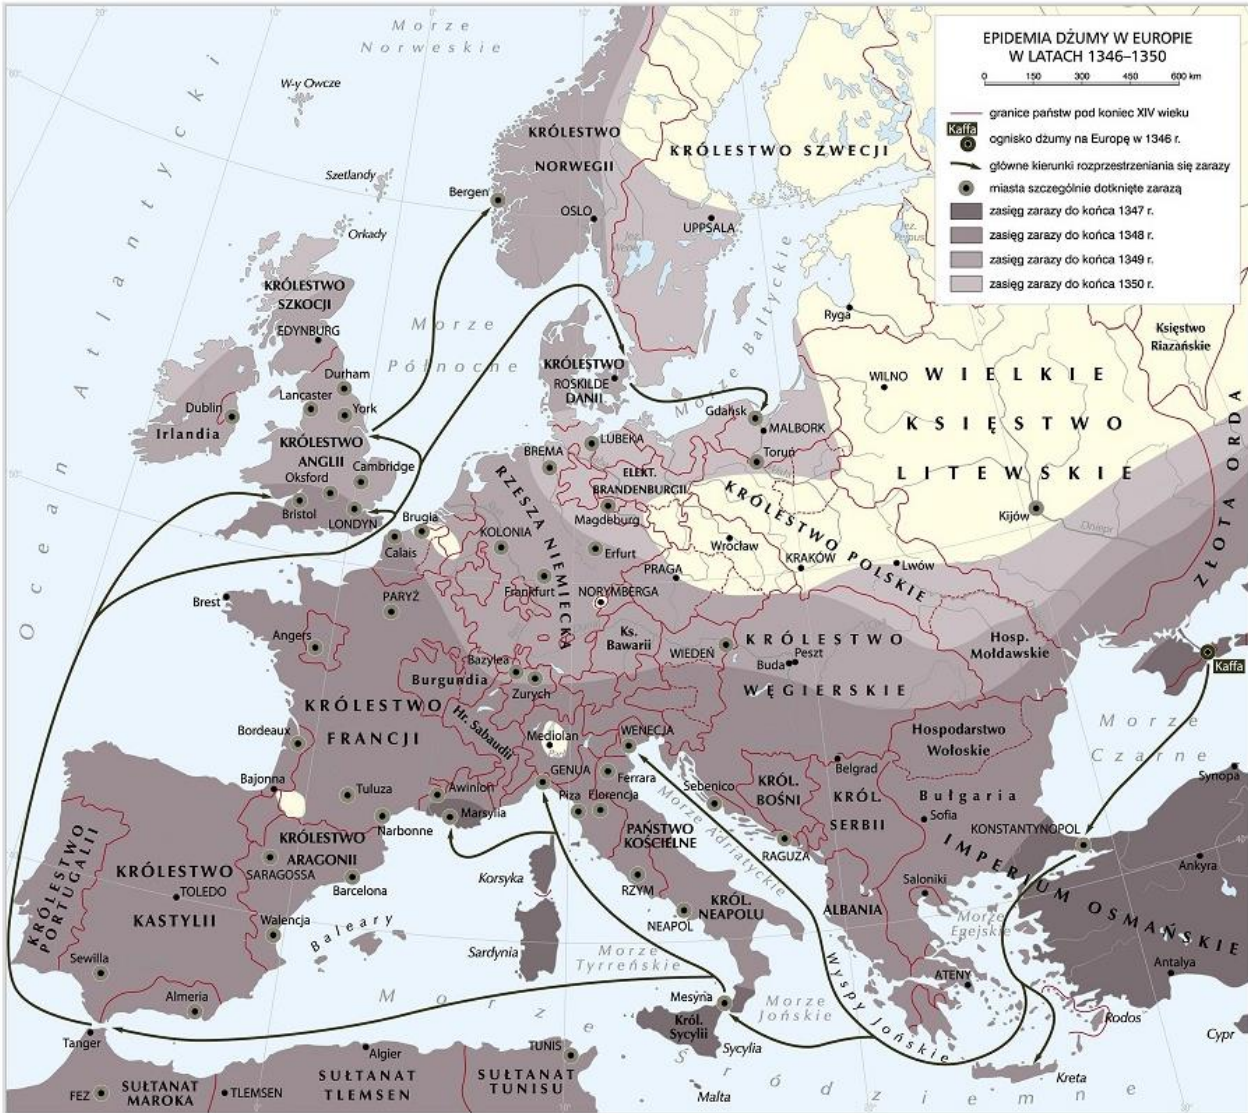 EPIDEMIA DŻUMY W EUROPIE
W LATACH 1346–1350
0 150 300 450 600 km
granice państw pod koniec XIV wieku
Kaffa
ognisko dżumy na Europę w 1346 r.
główne kierunki rozprzestrzeniania się zarazy
miasta szczególnie dotknięte zarazą
zasięg zarazy do końca 1347 r.
zasięg zarazy do końca 1348 r.
zasięg zarazy do końca 1349 r.
zasięg zarazy do końca 1350 r.
Morze
Norweskie
W-y Owcze
Szetlandy
Orkady
Ocean Atlantycki
KRÓLESTWO
NORWEGII
Bergen
OSLO
KRÓLESTWO SZWECJI
UPPSALA
Jez. Wener
Jez. Pejpus
Morze Bałtyckie
Ryga
Księstwo
Riazańskie
WILNO
WIELKIE
KSIĘSTWO
LITEWSKIE
Kijów
Dniepr
ZŁOTA ORDA
KRÓLESTWO
SZKOCJI
EDYNBURG
Morze
Północne
Durham
Lancaster
York
Dublin
Irlandia
KRÓLESTWO
ANGLII
Cambridge
Oksford
Bristol
LONDYN
KRÓLESTWO
ROSKILDE
DANII
Gdańsk
MALBORK
Toruń
LUBEKA
BREMA
ELEKT.
BRANDENBURGII
Magdeburg
RZESZA NIEMIECKA
KRÓLESTWO POLSKIE
Wrocław
KRAKÓW
Lwów
Brugia
Calais
KOLONIA
Erfurt
PRAGA
Frankfurt
NORYMBERGA
Brest
PARYŻ
Angers
Ks.
Bawarii
WIEDEŃ
KRÓLESTWO
Buda
Peszt
WĘGIERSKIE
Hosp.
Mołdawskie
Kaffa
Bazylea
Burgundia
Zurych
KRÓLESTWO
FRANCJI
Hr. Sabaudii
Mediolan
WENECJA
Hospodarstwo
Wołoskie
Morze
Czarne
Bordeaux
Bajonna
Tuluza
Awinion
Marsylia
Narbonne
GENUA
Ferrara
Piza
Florencja
Sebenico
KRÓL.
BOŚNI
Belgrad
KRÓL.
SERBII
Bułgaria
Sofia
Synopa
KONSTANTYNOPOL
Ankyra
IMPERIUM OSMAŃSKIE
KRÓLESTWO
ARAGONII
SARAGOSSA
Barcelona
KRÓLESTWO
PORTUGALII
KRÓLESTWO
TOLEDO
KASTYLII
Walencja
Baleary
Korsyka
Sardynia
PAŃSTWO
KOŚCIELNE
RZYM
Morze Adriatyckie
RAGUZA
KRÓL.
NEAPOLU
NEAPOL
ALBANIA
Saloniki
Morze
Egejskie
ATENY
Antalya
Sewilla
Almeria
Morze
Tyrreńskie
Mesyna
Król.
Sycylii
Sycylia
Morze
Jońskie
Wyspy Jońskie
Rodos
Cypr
Kreta
Malta
Morze
Śródziemne
Tanger
Algier
TUNIS
FEZ
SUŁTANAT
MAROKA
TLEMSEN
SUŁTANAT
TLEMSEN
SUŁTANAT
TUNISU